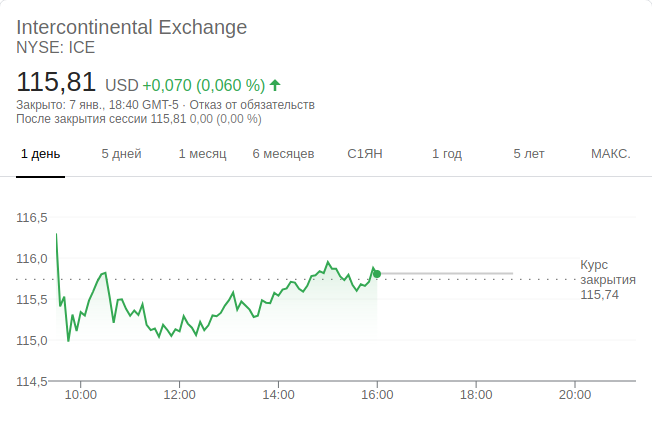 Intercontinental Exchange
NYSE: ICE
115,81 USD +0,070 (0,060 %)
Закрыто: 7 янв., 18:40 GMT-5 · Отказ от обязательств
После закрытия сессии 115,81 0,00 (0,00 %)
1 день 5 дней 1 месяц 6 месяцев С1ЯН 1 год 5 лет МАКС.
116,5
116,0
115,5
115,0
114,5
Курс
закрытия
115,74
10:00 12:00 14:00 16:00 18:00 20:00